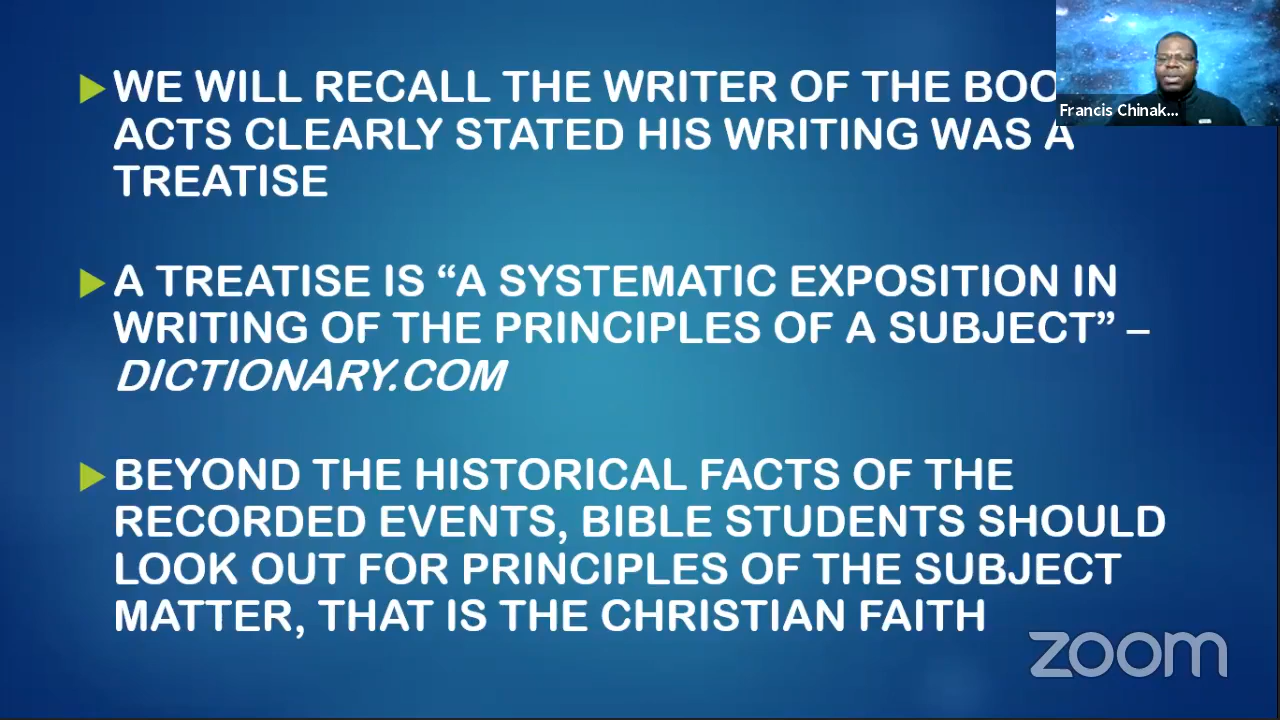 WE WILL RECALL THE WRITER OF THE
ACTS CLEARLY STATED HIS WRITING WAS A
TREATISE
A TREATISE IS “A SYSTEMATIC EXPOSITION IN
WRITING OF THE PRINCIPLES OF A SUBJECT” –
DICTIONARY.COM
BEYOND THE HISTORICAL FACTS OF THE
RECORDED EVENTS, BIBLE STUDENTS SHOULD
LOOK OUT FOR PRINCIPLES OF THE SUBJECT
MATTER, THAT IS THE CHRISTIAN FAITH
Francis Chinak...
zoom